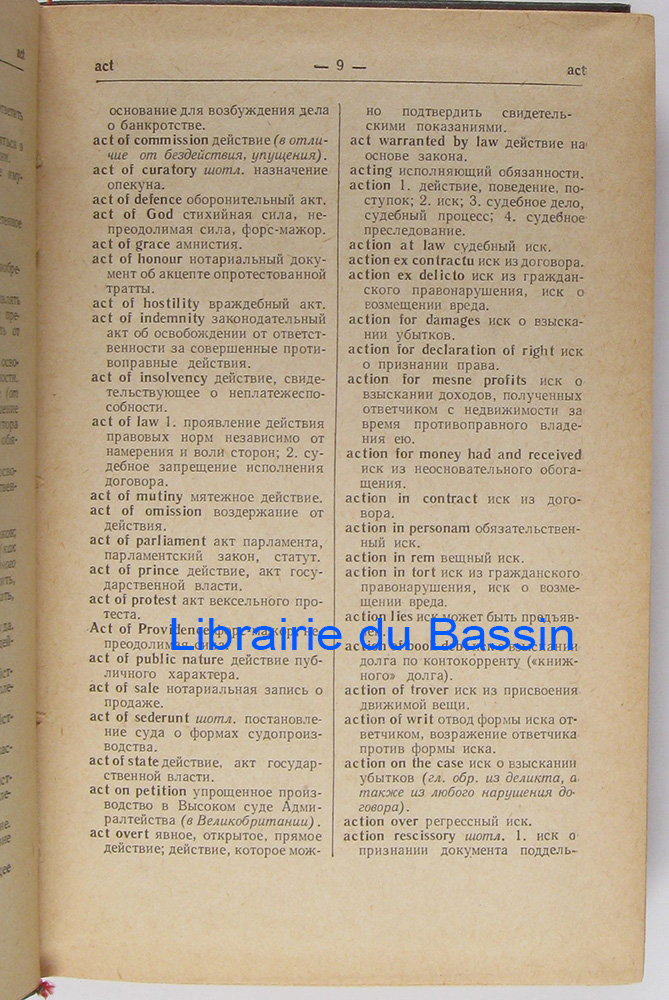 act
— 9 —
act
основание для возбуждения дела
о банкротстве.
act of commission действие (в отли-
чие от бездействия, упущения).
act of curatory шотл. назначение
опекуна.
act of defence оборонительный акт.
act of God стихийная сила, не-
преодолимая сила, форс-мажор.
act of grace амнистия.
act of honour нотариальный доку-
мент об акцепте опротестованной
тратты.
act of hostility враждебный акт.
act of indemnity законодательный
акт об освобождении от ответст-
венности за совершенные проти-
воправные действия.
act of insolvency действие, свиде-
тельствующее о неплатежеспо-
собности.
act of law 1. проявление действия
правовых норм независимо от
намерения и воли сторон; 2. су-
дебное запрещение исполнения
договора.
act of mutiny мятежное действие.
act of omission воздержание от
действия.
act of parliament акт парламента,
парламентский закон, статут.
act of prince действие, акт госу-
дарственной власти.
act of protest акт вексельного про-
теста.
Act of Providence форс-мажор, не-
преодолимая сила.
act of public nature действие пуб-
личного характера.
act of sale нотариальная запись о
продаже.
act of sederunt шотл. постановле-
ние суда о формах судопроиз-
водства.
act of state действие, акт государ-
ственной власти.
act on petition упрощенное произ-
водство в Высоком суде Адми-
ралтейства (в Великобритании).
act overt явное, открытое, прямое
действие; действие, которое мож-
но подтвердить свидетель-
скими показаниями.
act warranted by law действие на
основе закона.
acting исполняющий обязанности.
action 1. действие, поведение, по-
ступок; 2. иск; 3. судебное дело,
судебный процесс; 4. судебное
преследование.
action at law судебный иск.
action ex contractu иск из договора.
action ex delicto иск из граждан-
ского правонарушения, иск о
возмещении вреда.
action for damages иск о взыска-
нии убытков.
action for declaration of right иск
о признании права.
action for mesne profits иск о
взыскании доходов, полученных
ответчиком с недвижимости за
время противоправного владе-
ния ею.
action for money had and received
иск из неосновательного обога-
щения.
action in contract иск из дого-
вора.
action in personam обязательствен-
ный иск.
action in rem вещный иск.
action in tort иск из гражданского
правонарушения, иск о возме-
щении вреда.
action lies иск может быть предъяв-
лен.
action of book debt иск о взыскании
долга по контокорренту («книж-
ного» долга).
action of trover иск из присвоения
движимой вещи.
action of writ отвод формы иска от-
ветчиком, возражение ответчика
против формы иска.
action on the case иск о взыскании
убытков (гл. обр. из деликта, а
также из любого нарушения до-
говора).
action over регрессный иск.
action rescissory шотл. 1. иск о
признании документа поддель-
Librairie du Bassin